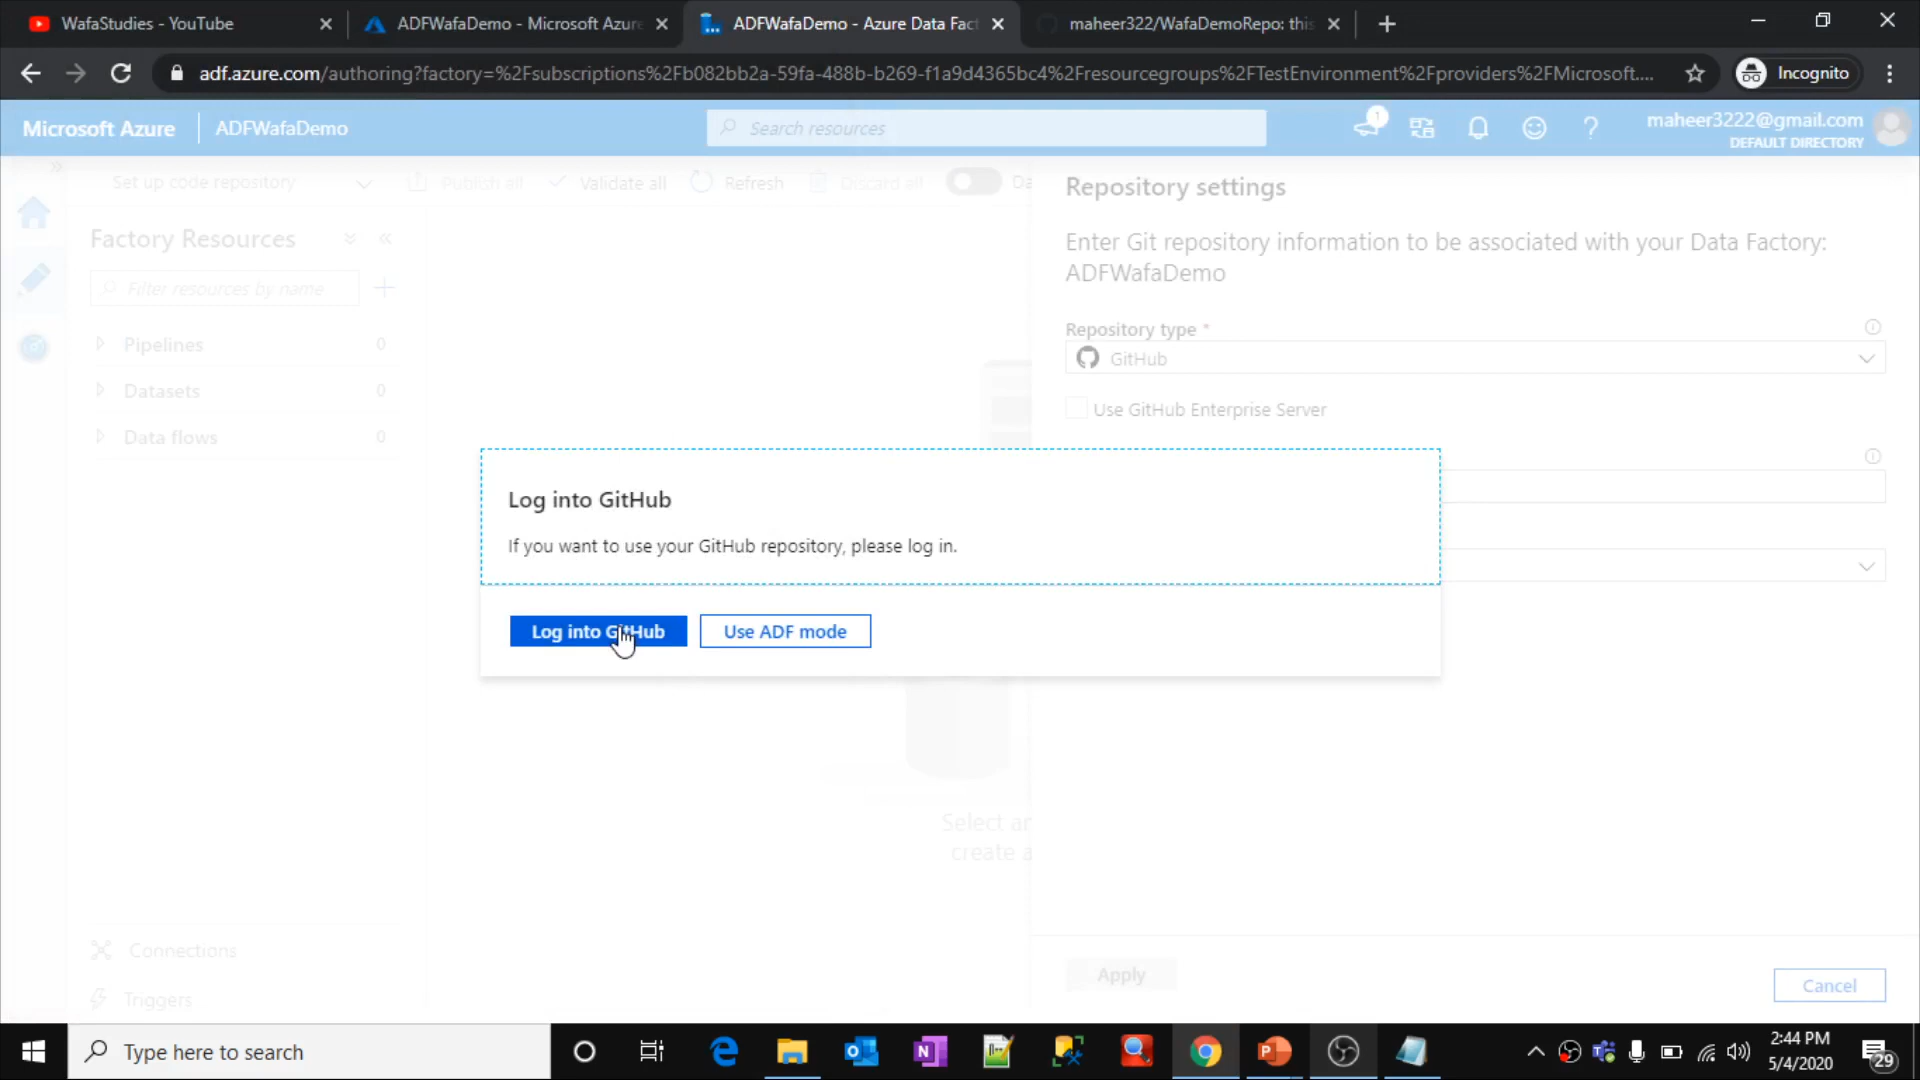 WafaStudies - YouTube
ADFWafaDemo - Microsoft Azure
ADFWafaDemo - Azure Data Fact
maheer322/WafaDemoRepo: this
adf.azure.com/authoring?factory=%2Fsubscriptions%2Fb082bb2a-59fa-488b-b269-f1a9d4365bc4%2Fresourcegroups%2FTestEnvironment%2Fproviders%2FMicrosoft....
Incognito
Microsoft Azure
ADFWafaDemo
Search resources
1
maheer3222@gmail.com
DEFAULT DIRECTORY
Set up code repository
Publish all
Validate all
Refresh
Discard all
Da
Factory Resources
Filter resources by name
Pipelines
0
Datasets
0
Data flows
0
Select an
create a
Connections
Triggers
Repository settings
Enter Git repository information to be associated with your Data Factory:
ADFWafaDemo
Repository type *
GitHub
Use GitHub Enterprise Server
Log into GitHub
If you want to use your GitHub repository, please log in.
Log into GitHub
Use ADF mode
Apply
Cancel
Type here to search
2:44 PM
5/4/2020
29